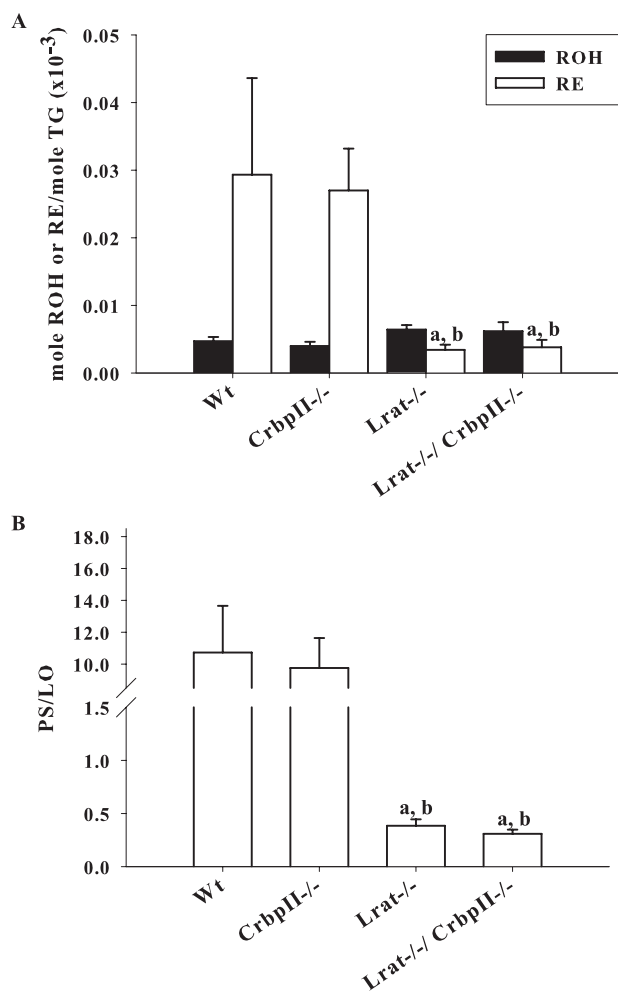 A
mole ROH or RE/mole TG (x10⁻³)
0.05
0.04
0.03
0.02
0.01
0.00
ROH
RE
a, b
a, b
Wt
CrbpII-/-
Lrat-/-
Lrat-/-/ CrbpII-/-
B
PS/LO
18.0
16.0
14.0
12.0
10.0
1.5
1.0
0.5
0.0
a, b
a, b
Wt
CrbpII-/-
Lrat-/-
Lrat-/-/ CrbpII-/-